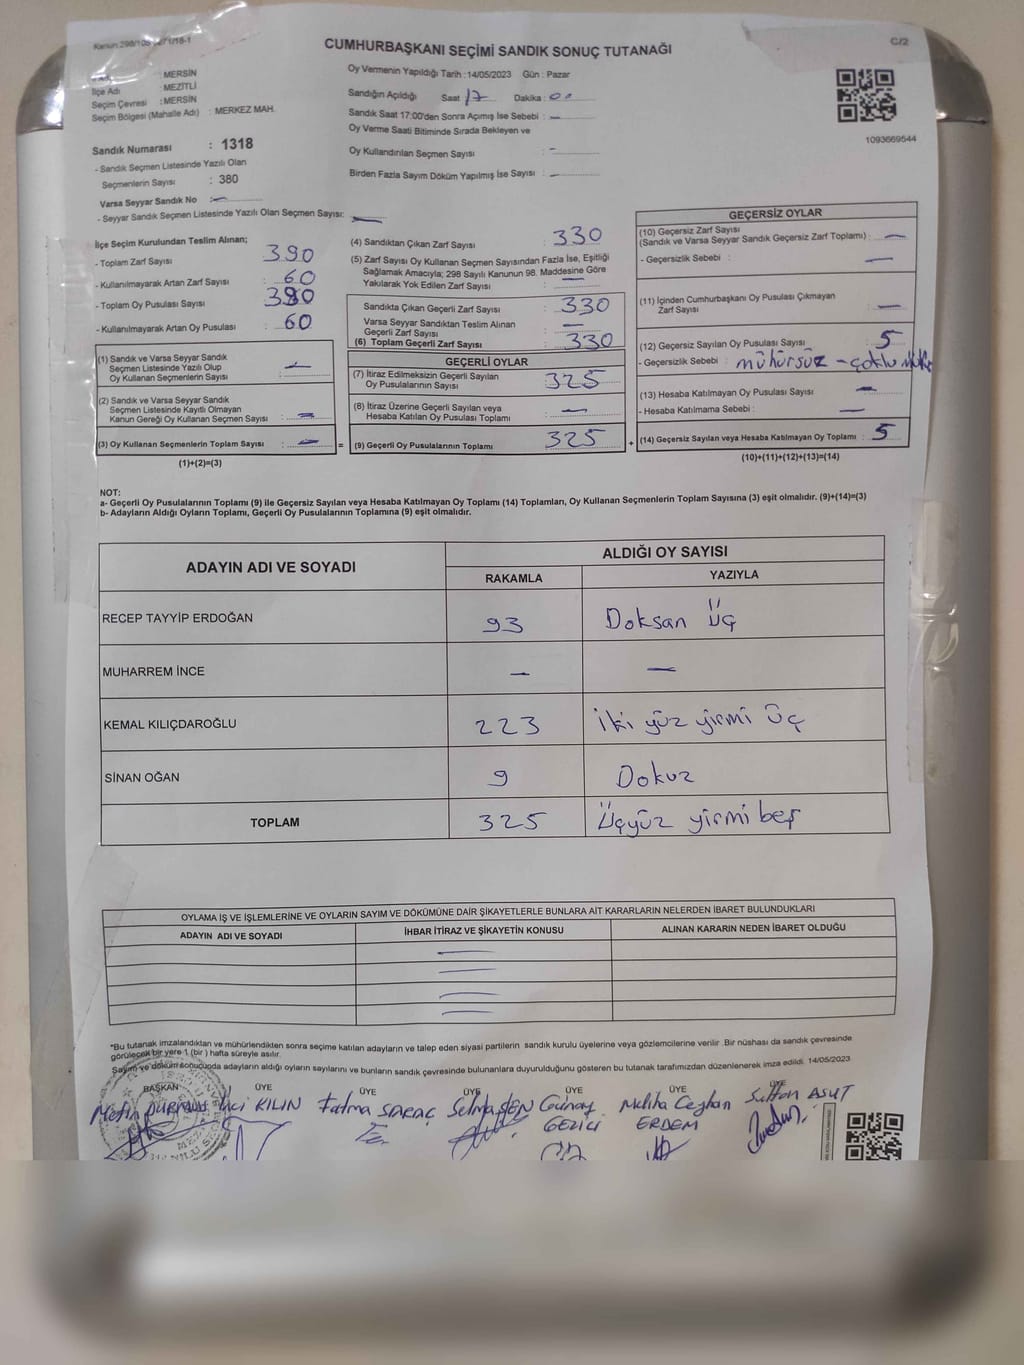 CUMHURBAŞKANI SEÇİMİ SANDIK SONUÇ TUTANAĞI
C/2
: MERSİN
İlçe Adı : MEZİTLİ
Seçim Çevresi : MERSİN
Seçim Bölgesi (Mahalle Adı) : MERKEZ MAH.
Sandık Numarası : 1318
- Sandık Seçmen Listesinde Yazılı Olan
Seçmenlerin Sayısı : 380
Varsa Seyyar Sandık No : —
- Seyyar Sandık Seçmen Listesinde Yazılı Olan Seçmen Sayısı: —
Oy Vermenin Yapıldığı Tarih : 14/05/2023 Gün : Pazar
Sandığın Açıldığı Saat 17 Dakika : 00
Sandık Saat 17:00'den Sonra Açımış İse Sebebi : —
Oy Verme Saati Bitiminde Sırada Bekleyen ve
Oy Kullandırılan Seçmen Sayısı : -
Birden Fazla Sayım Döküm Yapılmış İse Sayısı : —
1093669544
İlçe Seçim Kurulundan Teslim Alınan;
- Toplam Zarf Sayısı : 390
- Kullanılmayarak Artan Zarf Sayısı : 60
- Toplam Oy Pusulası Sayısı : 390
- Kullanılmayarak Artan Oy Pusulası : 60
(1) Sandık ve Varsa Seyyar Sandık
Seçmen Listesinde Yazılı Olup
Oy Kullanan Seçmenlerin Sayısı : —
(2) Sandık ve Varsa Seyyar Sandık
Seçmen Listesinde Kayıtlı Olmayan
Kanun Gereği Oy Kullanan Seçmen Sayısı : —
(3) Oy Kullanan Seçmenlerin Toplam Sayısı : — =
(1)+(2)=(3)
(4) Sandıktan Çıkan Zarf Sayısı : 330
(5) Zarf Sayısı Oy Kullanan Seçmen Sayısından Fazla İse, Eşitliği
Sağlamak Amacıyla; 298 Sayılı Kanunun 98. Maddesine Göre
Yakılarak Yok Edilen Zarf Sayısı : —
Sandıkta Çıkan Geçerli Zarf Sayısı : 330
Varsa Seyyar Sandıktan Teslim Alınan
Geçerli Zarf Sayısı : —
(6) Toplam Geçerli Zarf Sayısı : 330
GEÇERLİ OYLAR
(7) İtiraz Edilmeksizin Geçerli Sayılan
Oy Pusulalarının Sayısı : 325
(8) İtiraz Üzerine Geçerli Sayılan veya
Hesaba Katılan Oy Pusulası Toplamı : —
(9) Geçerli Oy Pusulalarının Toplamı : 325 +
GEÇERSİZ OYLAR
(10) Geçersiz Zarf Sayısı
(Sandık ve Varsa Seyyar Sandık Geçersiz Zarf Toplamı) : —
- Geçersizlik Sebebi : —
(11) İçinden Cumhurbaşkanı Oy Pusulası Çıkmayan
Zarf Sayısı : —
(12) Geçersiz Sayılan Oy Pusulası Sayısı : 5
- Geçersizlik Sebebi : mühürsüz - çoklu
(13) Hesaba Katılmayan Oy Pusulası Sayısı : —
- Hesaba Katılmama Sebebi : —
(14) Geçersiz Sayılan veya Hesaba Katılmayan Oy Toplamı : 5
(10)+(11)+(12)+(13)=(14)
NOT:
a- Geçerli Oy Pusulalarının Toplamı (9) ile Geçersiz Sayılan veya Hesaba Katılmayan Oy Toplamı (14) Toplamları, Oy Kullanan Seçmenlerin Toplam Sayısına (3) eşit olmalıdır. (9)+(14)=(3)
b- Adayların Aldığı Oyların Toplamı, Geçerli Oy Pusulalarının Toplamına (9) eşit olmalıdır.
ADAYIN ADI VE SOYADI ALDIĞI OY SAYISI
RAKAMLA YAZIYLA
RECEP TAYYİP ERDOĞAN 93 Doksan Üç
MUHARREM İNCE — —
KEMAL KILIÇDAROĞLU 223 İki yüz yirmi üç
SİNAN OĞAN 9 Dokuz
TOPLAM 325 Üçyüz yirmi beş
OYLAMA İŞ VE İŞLEMLERİNE VE OYLARIN SAYIM VE DÖKÜMÜNE DAİR ŞİKAYETLERLE BUNLARA AİT KARARLARIN NELERDEN İBARET BULUNDUKLARI
ADAYIN ADI VE SOYADI İHBAR İTİRAZ VE ŞİKAYETİN KONUSU ALINAN KARARIN NEDEN İBARET OLDUĞU
*Bu tutanak imzalandıktan ve mühürlendikten sonra seçime katılan adayların ve talep eden siyasi partilerin sandık kurulu üyelerine veya gözlemcilerine verilir. Bir nüshası da sandık çevresinde
görülecek bir yere 1 (bir) hafta süreyle asılır.
Sayım ve döküm sonucunda adayların aldığı oyların sayılarını ve bunların sandık çevresinde bulunanlara duyurulduğunu gösteren bu tutanak tarafımızdan düzenlenerek imza edildi. 14/05/2023
BAŞKAN ÜYE ÜYE ÜYE ÜYE ÜYE ÜYE
Metin İnci KILIN Fatma SARAÇ Selma ŞEN Günay Meliha Ceyhan ASUT
GEZİCİ ERDEM